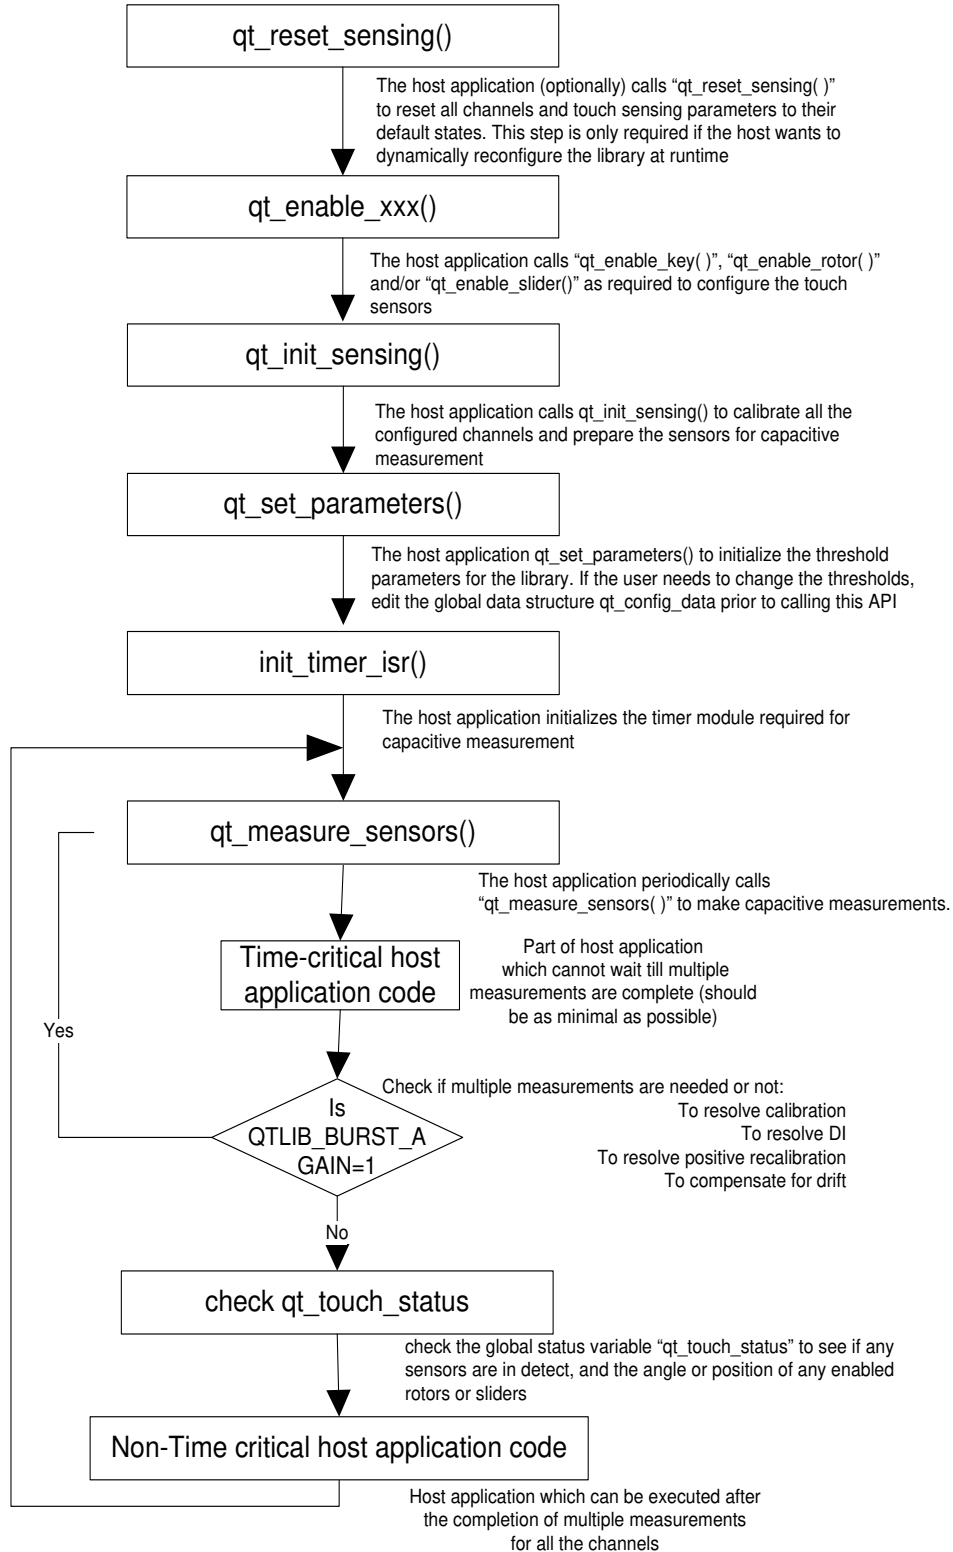 qt_reset_sensing()
The host application (optionally) calls “qt_reset_sensing( )”
to reset all channels and touch sensing parameters to their
default states. This step is only required if the host wants to
dynamically reconfigure the library at runtime
qt_enable_xxx()
The host application calls “qt_enable_key( )”, “qt_enable_rotor( )”
and/or “qt_enable_slider()” as required to configure the touch
sensors
qt_init_sensing()
The host application calls qt_init_sensing() to calibrate all the
configured channels and prepare the sensors for capacitive
measurement
qt_set_parameters()
The host application qt_set_parameters() to initialize the threshold
parameters for the library. If the user needs to change the thresholds,
edit the global data structure qt_config_data prior to calling this API
init_timer_isr()
The host application initializes the timer module required for
capacitive measurement
qt_measure_sensors()
The host application periodically calls
“qt_measure_sensors( )” to make capacitive measurements.
Time-critical host
application code
Part of host application
which cannot wait till multiple
measurements are complete (should
be as minimal as possible)
Yes
Is
QTLIB_BURST_A
GAIN=1
Check if multiple measurements are needed or not:
To resolve calibration
To resolve DI
To resolve positive recalibration
To compensate for drift
No
check qt_touch_status
check the global status variable “qt_touch_status” to see if any
sensors are in detect, and the angle or position of any enabled
rotors or sliders
Non-Time critical host application code
Host application which can be executed after
the completion of multiple measurements
for all the channels